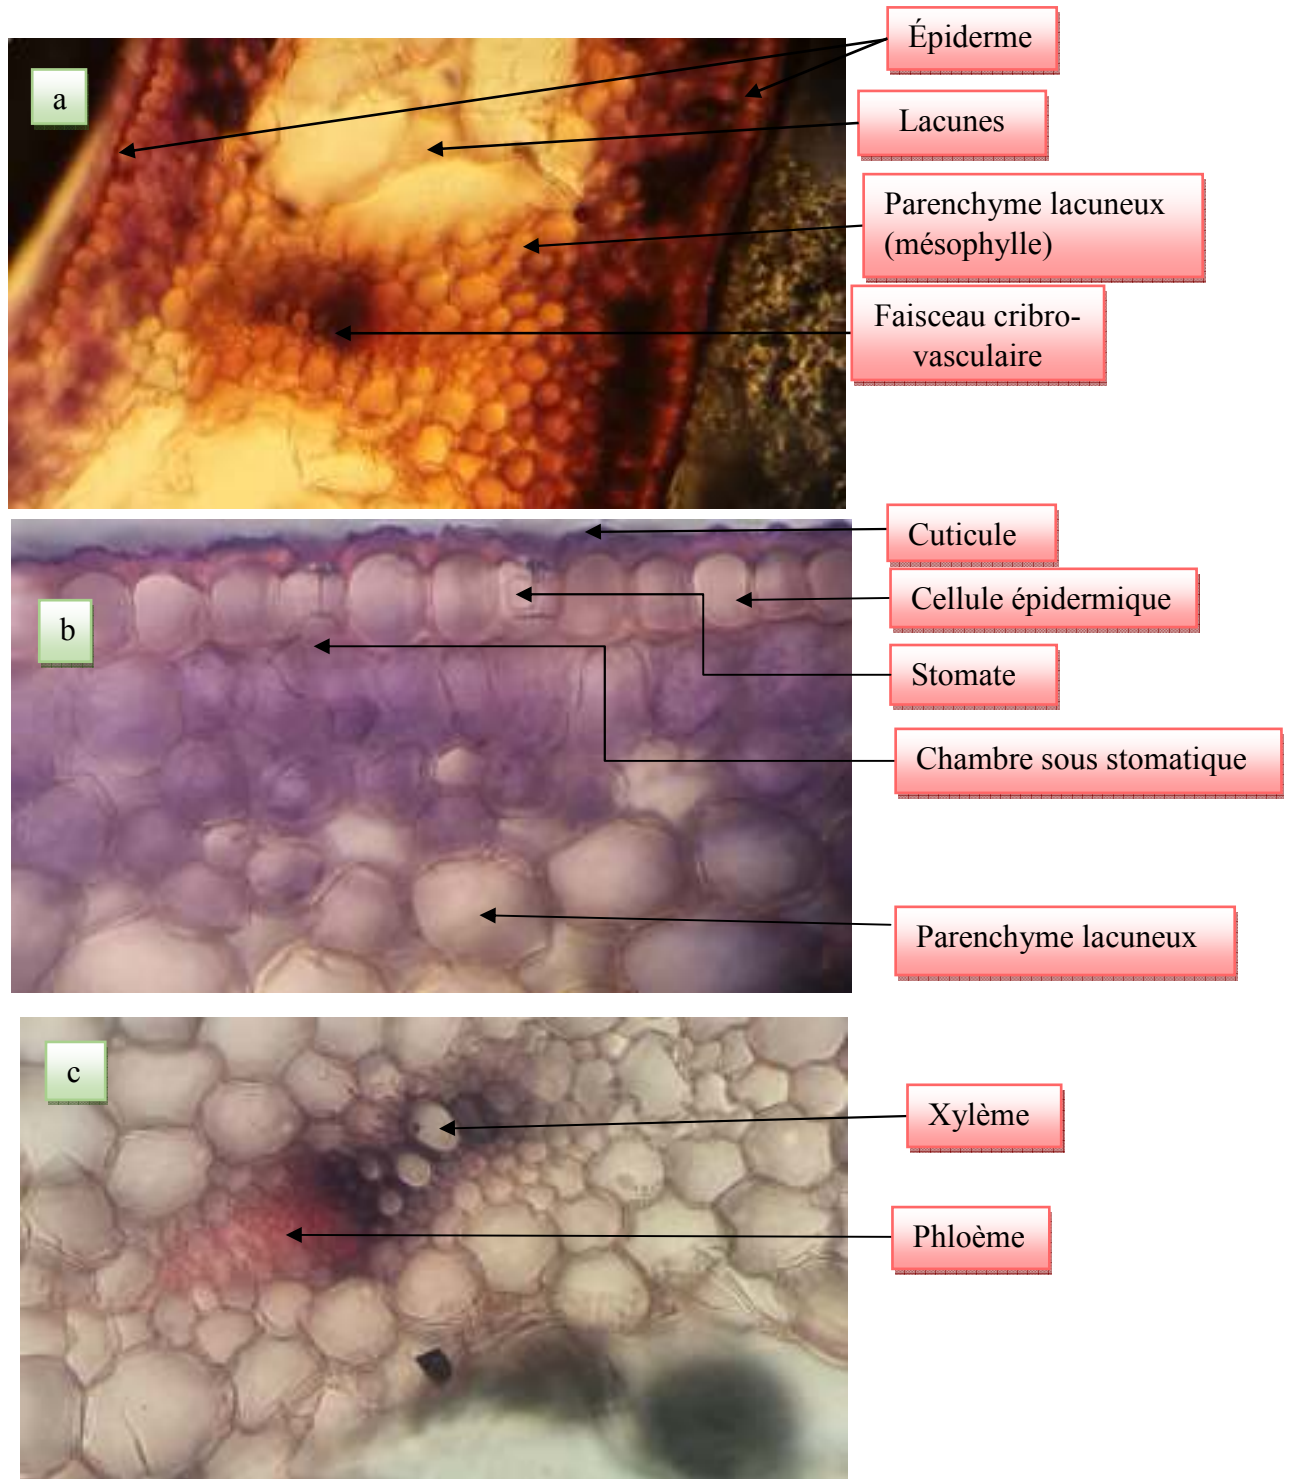 a
Épiderme
Lacunes
Parenchyme lacuneux
(mésophylle)
Faisceau cribro-
vasculaire
b
Cuticule
Cellule épidermique
Stomate
Chambre sous stomatique
Parenchyme lacuneux
c
Xylème
Phloème